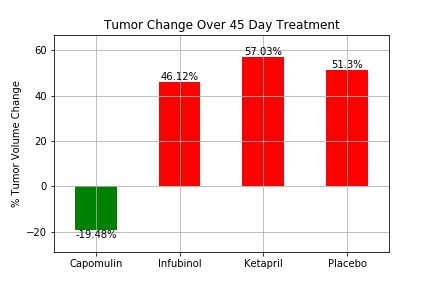 Tumor Change Over 45 Day Treatment
% Tumor Volume Change
60
40
20
0
−20
-19.48%
46.12%
57.03%
51.3%
Capomulin
Infubinol
Ketapril
Placebo